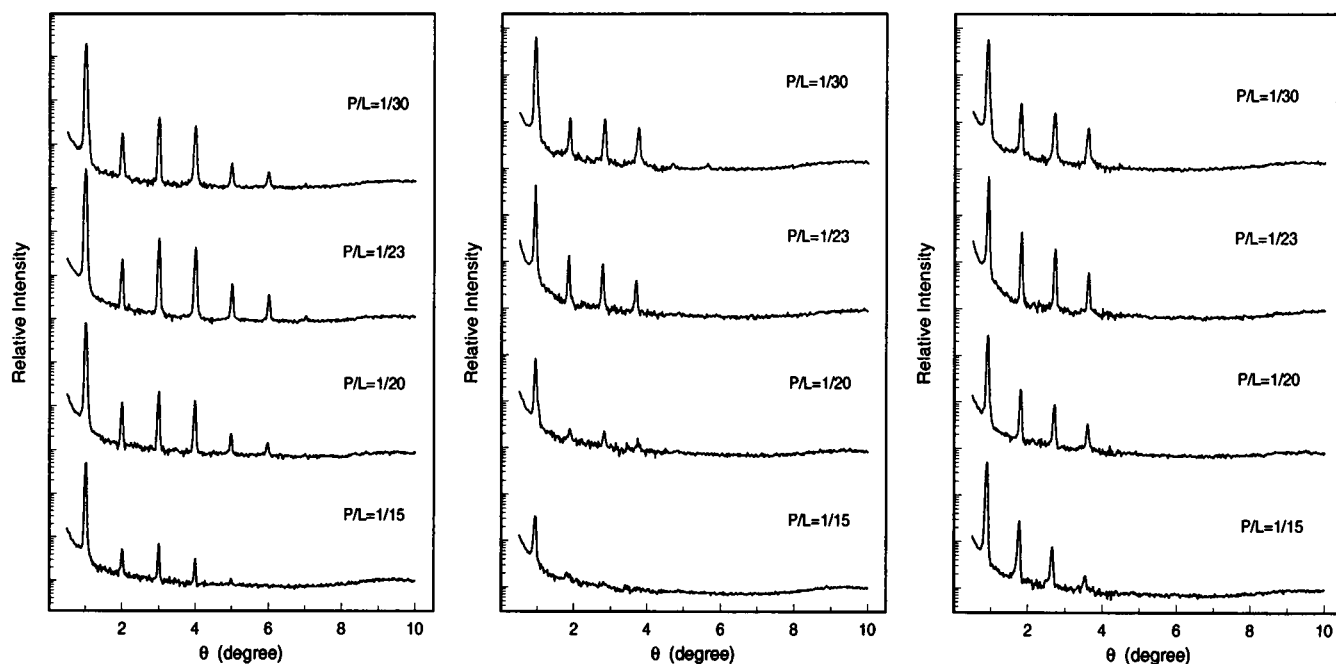 Relative Intensity
P/L=1/30
P/L=1/23
P/L=1/20
P/L=1/15
2 4 6 8 10
θ (degree)
Relative Intensity
P/L=1/30
P/L=1/23
P/L=1/20
P/L=1/15
2 4 6 8 10
θ (degree)
Relative Intensity
P/L=1/30
P/L=1/23
P/L=1/20
P/L=1/15
2 4 6 8 10
θ (degree)